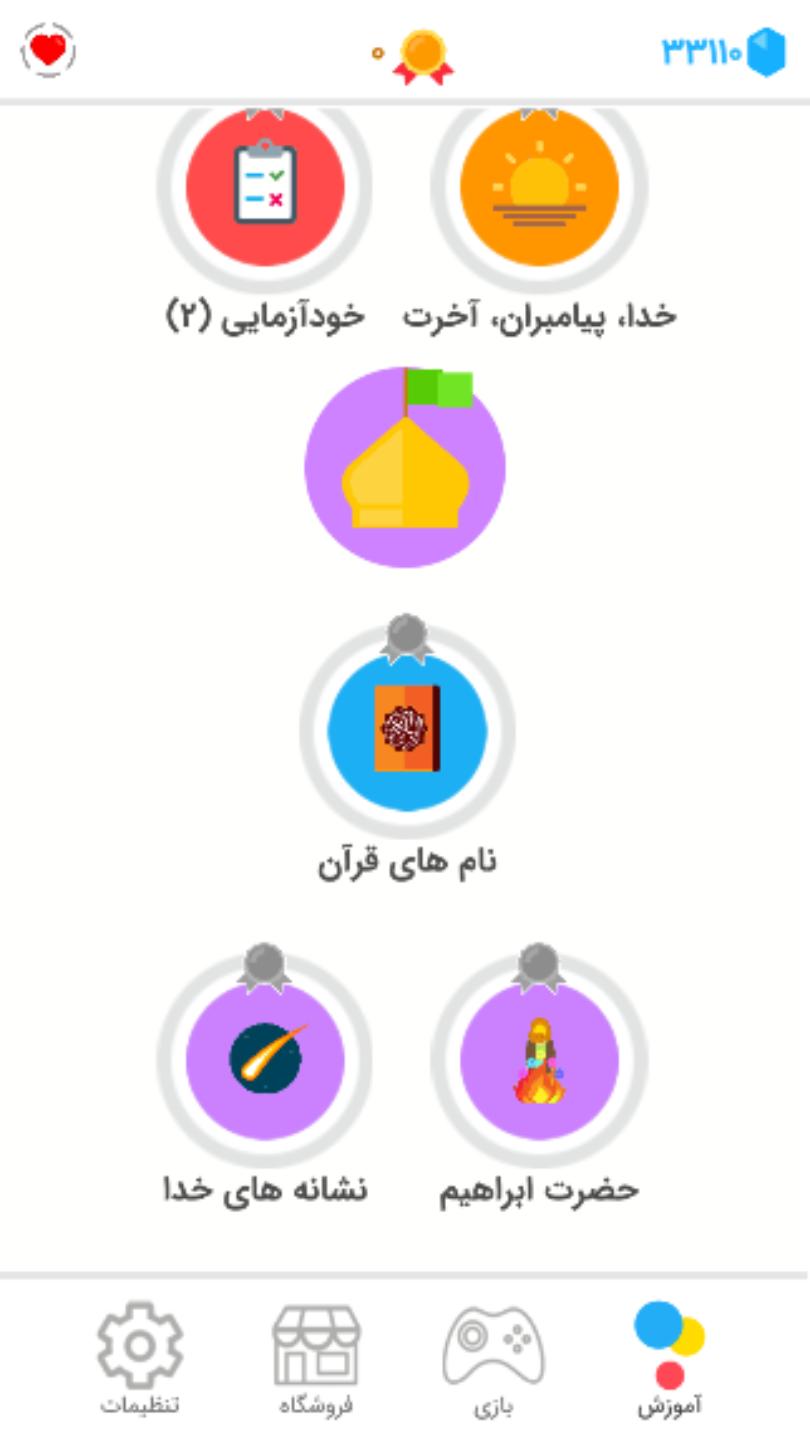 ۳۳۱۱۰
۰
خدا، پیامبران، آخرت
خودآزمایی (۲)
نام های قرآن
حضرت ابراهیم
نشانه های خدا
آموزش
بازی
فروشگاه
تنظیمات